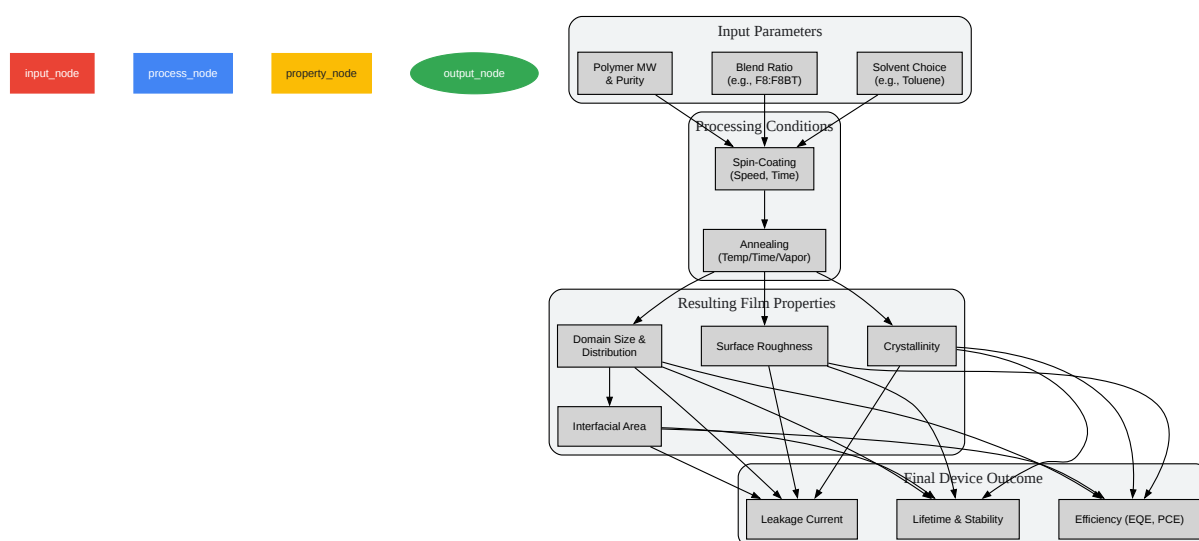 input_node
process_node
property_node
output_node
Input Parameters
Polymer MW
& Purity
Blend Ratio
(e.g., F8:F8BT)
Solvent Choice
(e.g., Toluene)
Processing Conditions
Spin-Coating
(Speed, Time)
Annealing
(Temp/Time/Vapor)
Resulting Film Properties
Domain Size &
Distribution
Surface Roughness
Crystallinity
Interfacial Area
Final Device Outcome
Leakage Current
Lifetime & Stability
Efficiency (EQE, PCE)